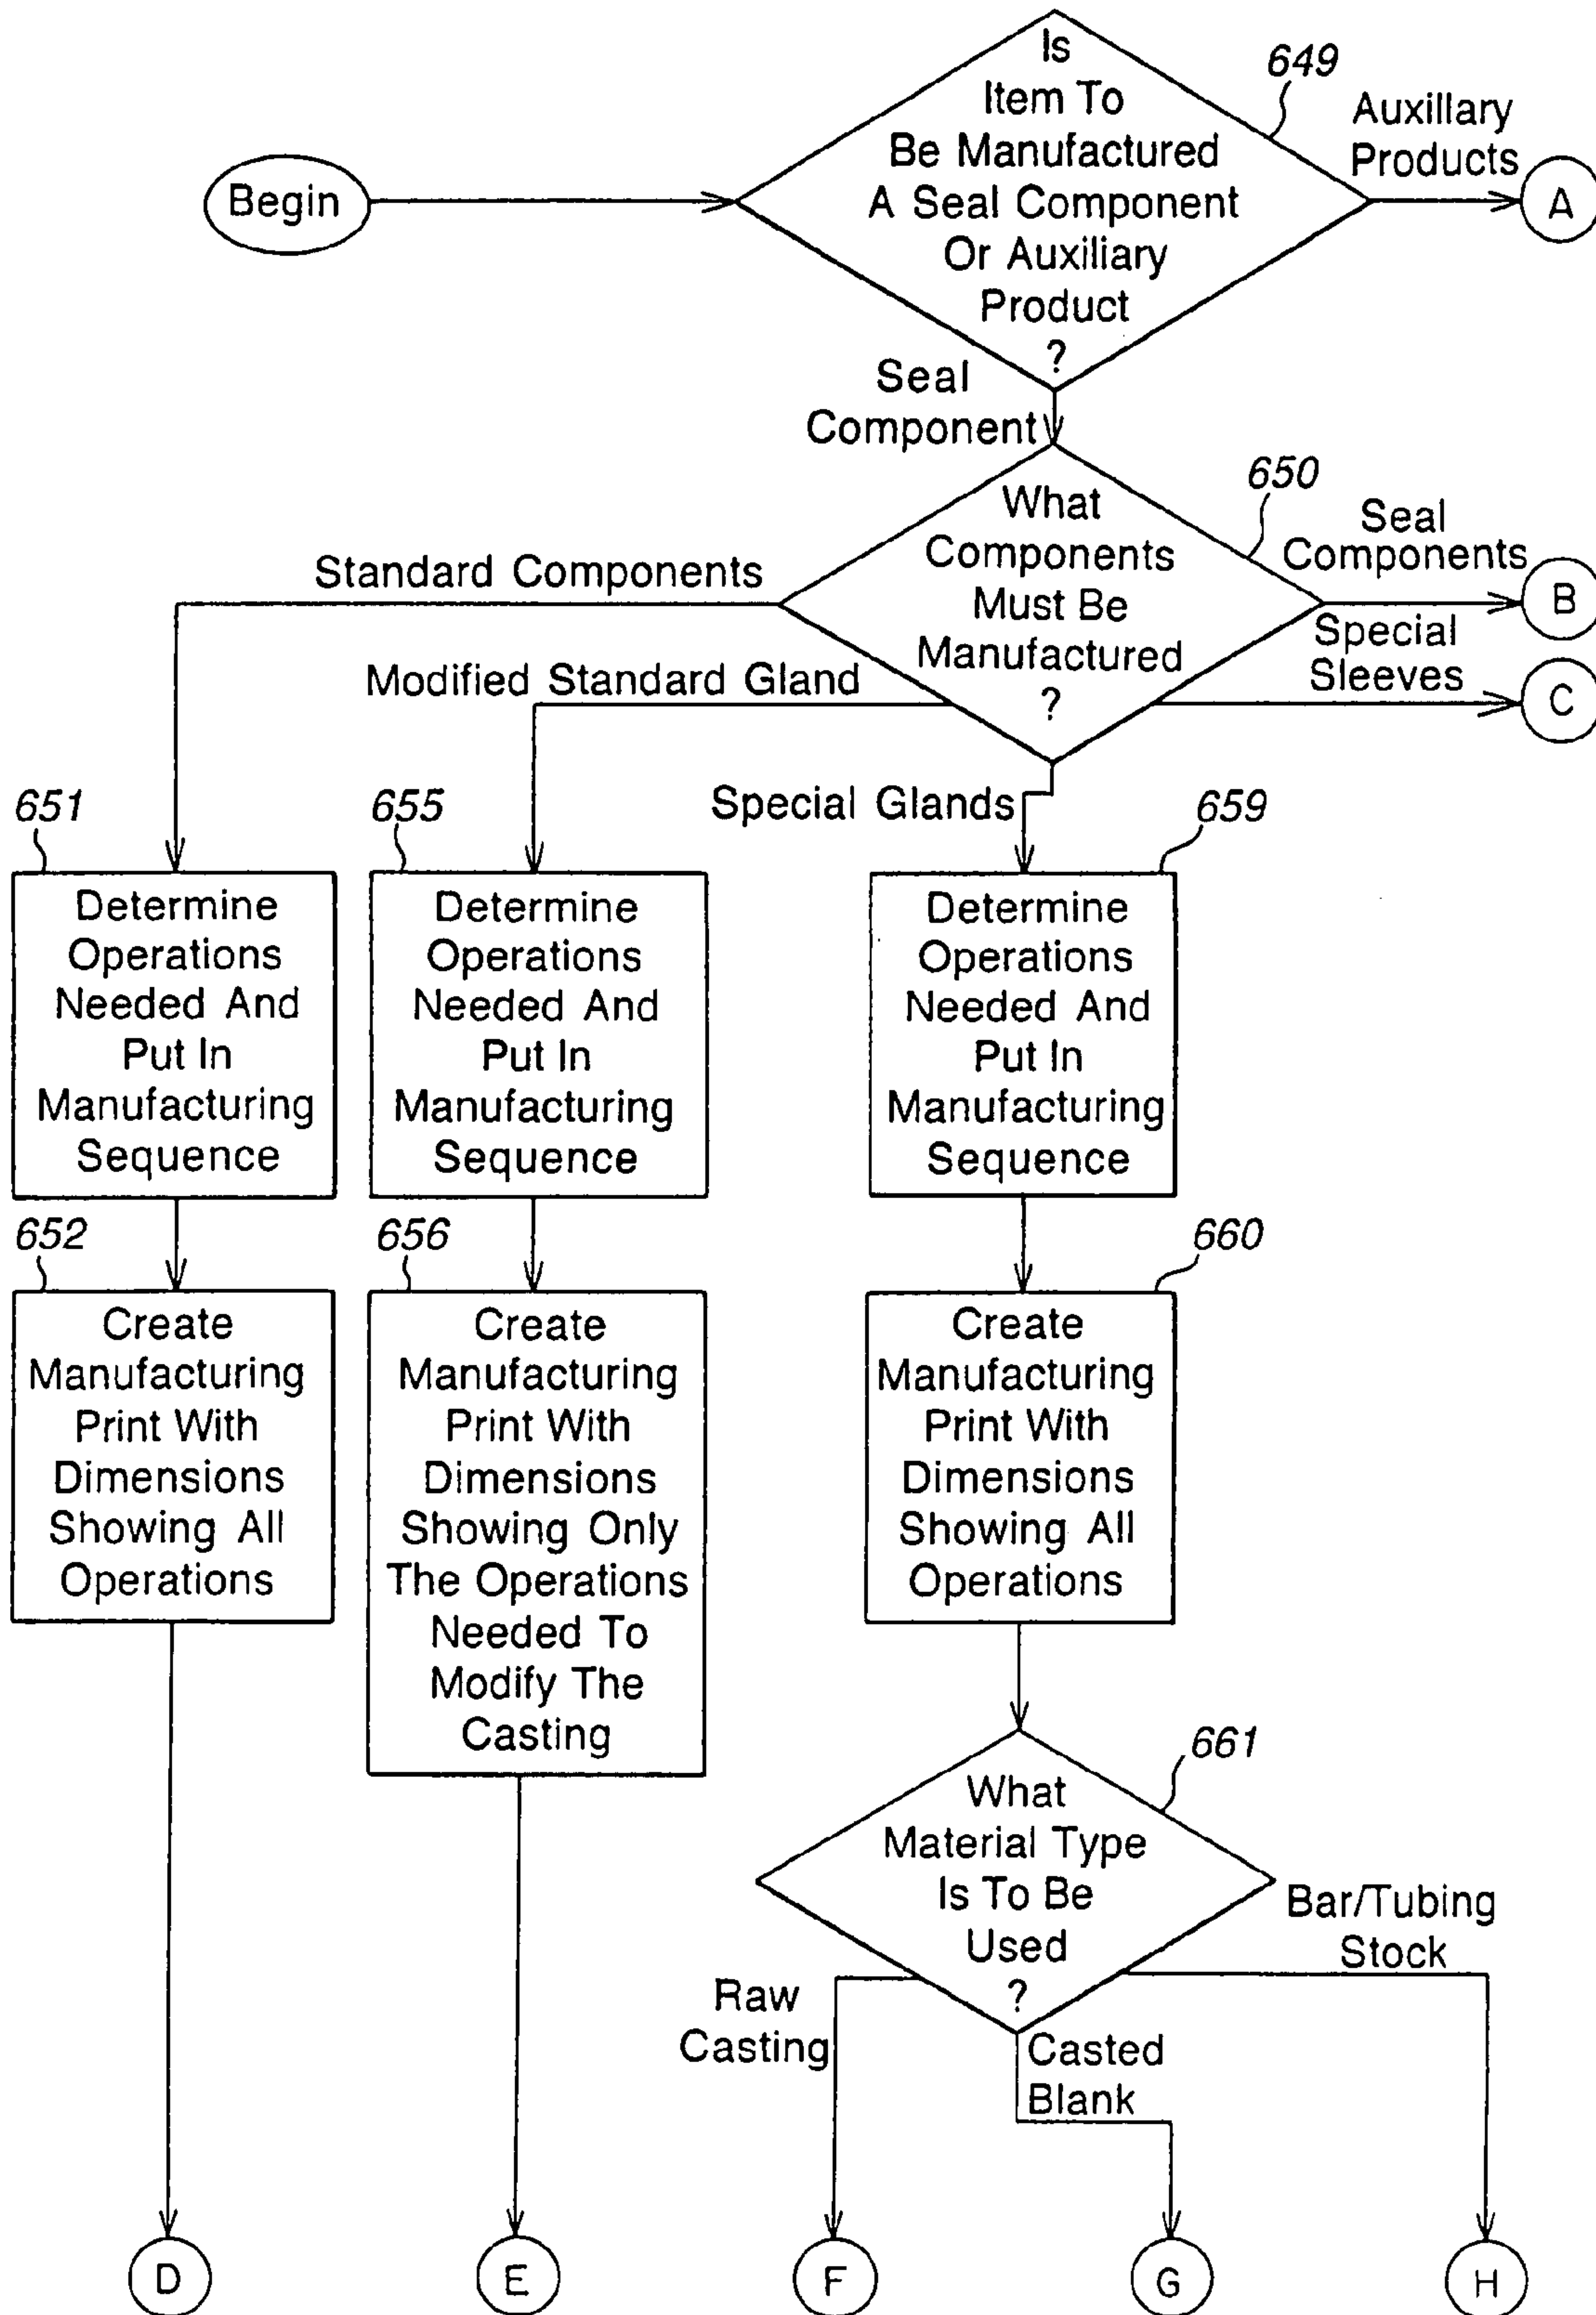 Is
Item To
Be Manufactured
A Seal Component
Or Auxiliary
Product
?
649
Auxillary
Products
Begin
A
Seal
Component
What
Components
Must Be
Manufactured
?
650
Seal
Components
B
Special
Sleeves
C
Standard Components
Modified Standard Gland
Special Glands
651
Determine
Operations
Needed And
Put In
Manufacturing
Sequence
655
Determine
Operations
Needed And
Put In
Manufacturing
Sequence
659
Determine
Operations
Needed And
Put In
Manufacturing
Sequence
652
Create
Manufacturing
Print With
Dimensions
Showing All
Operations
656
Create
Manufacturing
Print With
Dimensions
Showing Only
The Operations
Needed To
Modify The
Casting
660
Create
Manufacturing
Print With
Dimensions
Showing All
Operations
661
What
Material Type
Is To Be
Used
?
Raw
Casting
Casted
Blank
Bar/Tubing
Stock
D
E
F
G
H